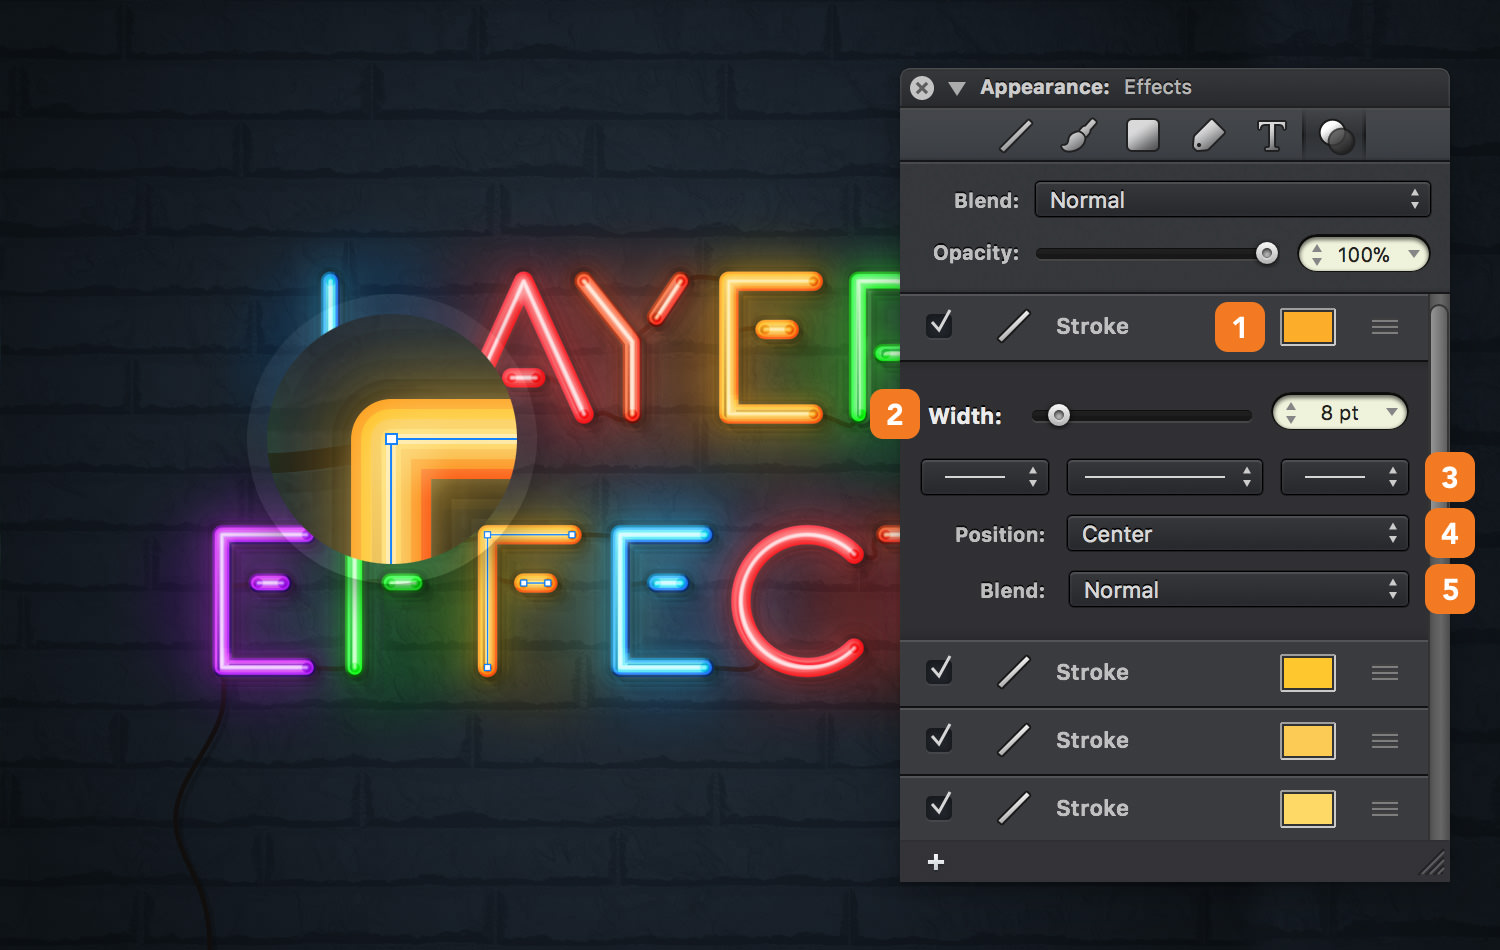 LAYER
EFFECT
Appearance: Effects
T
Blend: Normal
Opacity: 100%
Stroke 1
2 Width: 8 pt
3
Position: Center 4
Blend: Normal 5
Stroke
Stroke
Stroke
+